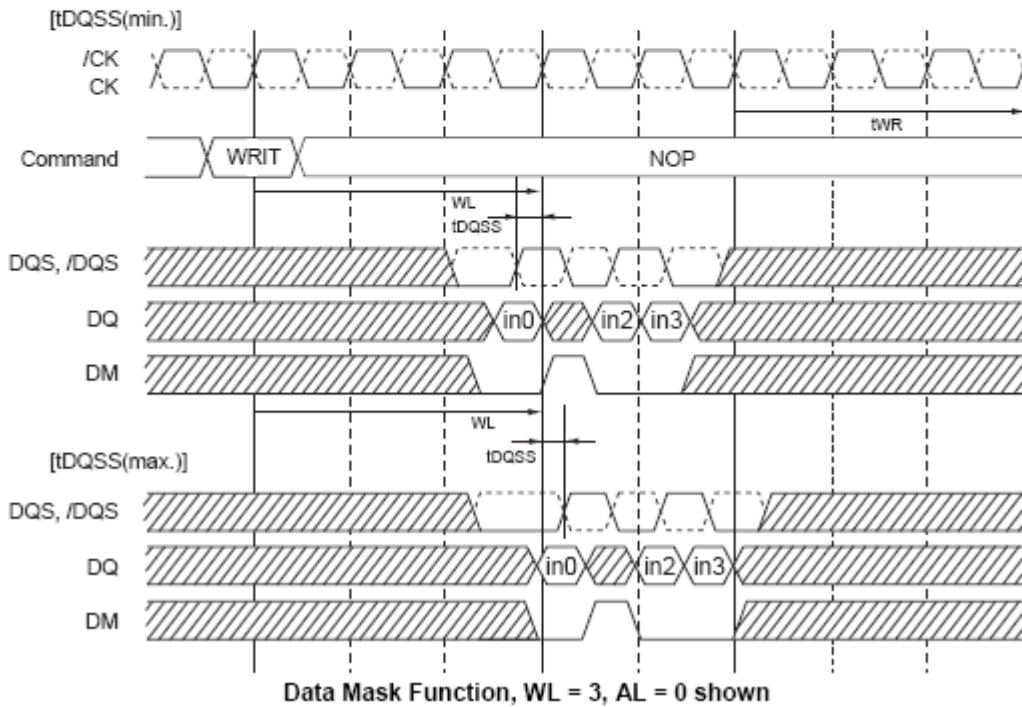 [tDQSS(min.)]
/CK
CK
tWR
Command WRIT NOP
WL
tDQSS
DQS, /DQS
DQ in0 in2 in3
DM
WL
tDQSS
[tDQSS(max.)]
DQS, /DQS
DQ in0 in2 in3
DM
Data Mask Function, WL = 3, AL = 0 shown